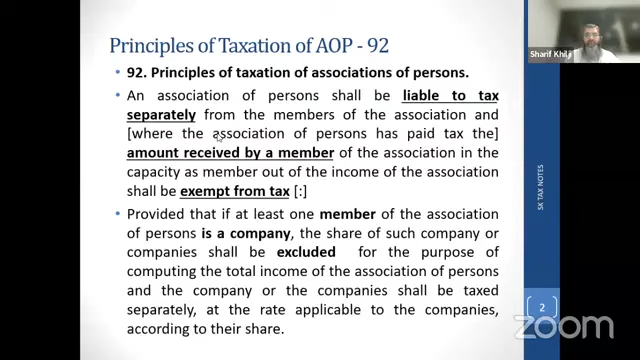 Principles of Taxation of AOP - 92
Sharif Khilji
• 92. Principles of taxation of associations of persons.
• An association of persons shall be liable to tax
separately from the members of the association and
[where the association of persons has paid tax the]
amount received by a member of the association in the
capacity as member out of the income of the association
shall be exempt from tax [:]
• Provided that if at least one member of the association
of persons is a company, the share of such company or
companies shall be excluded for the purpose of
computing the total income of the association of persons
and the company or the companies shall be taxed
separately, at the rate applicable to the companies,
according to their share.
SK TAX NOTES
2
zoom